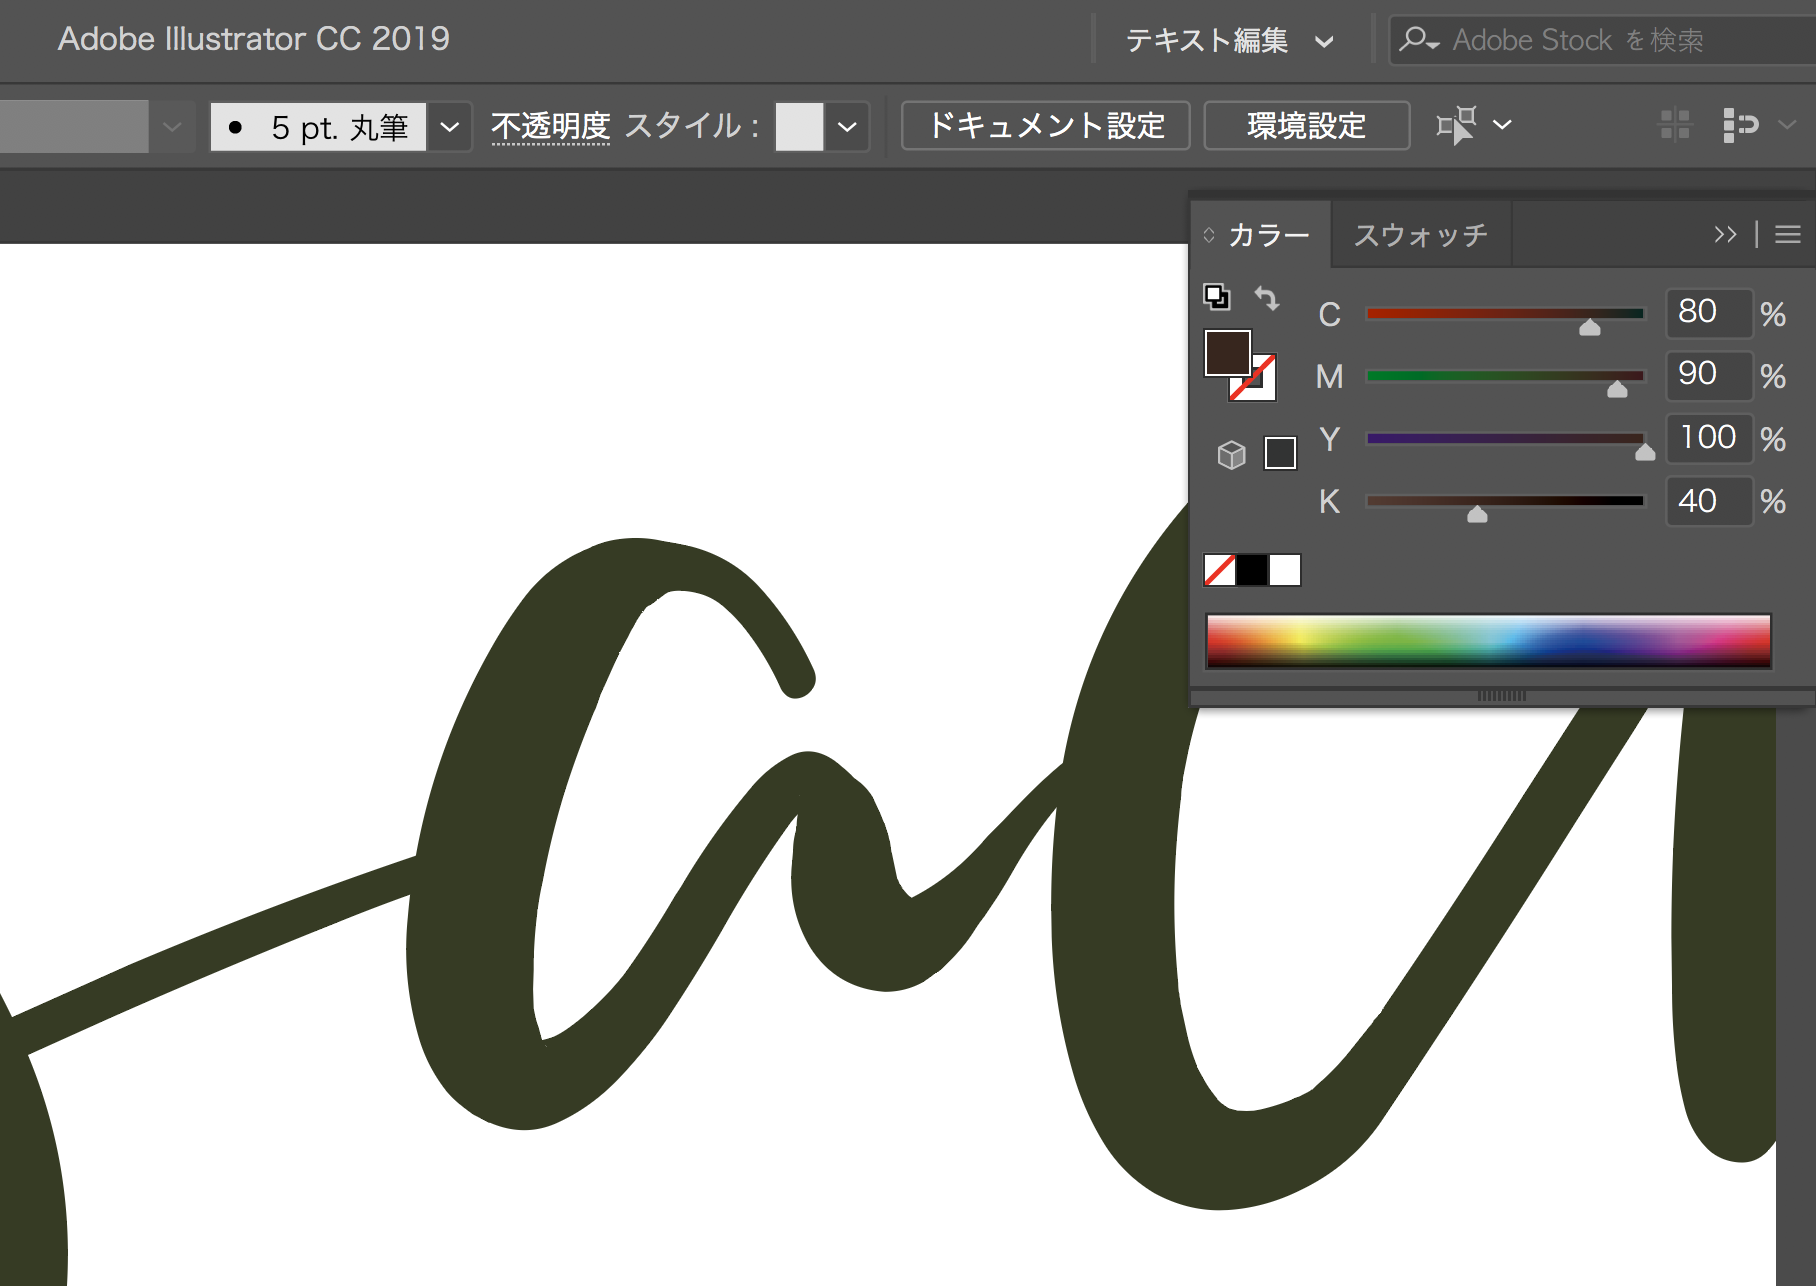 Adobe Illustrator CC 2019
テキスト編集
Adobe Stock を検索
5 pt. 丸筆
不透明度 スタイル :
ドキュメント設定
環境設定
カラー
スウォッチ
C 80 %
M 90 %
Y 100 %
K 40 %